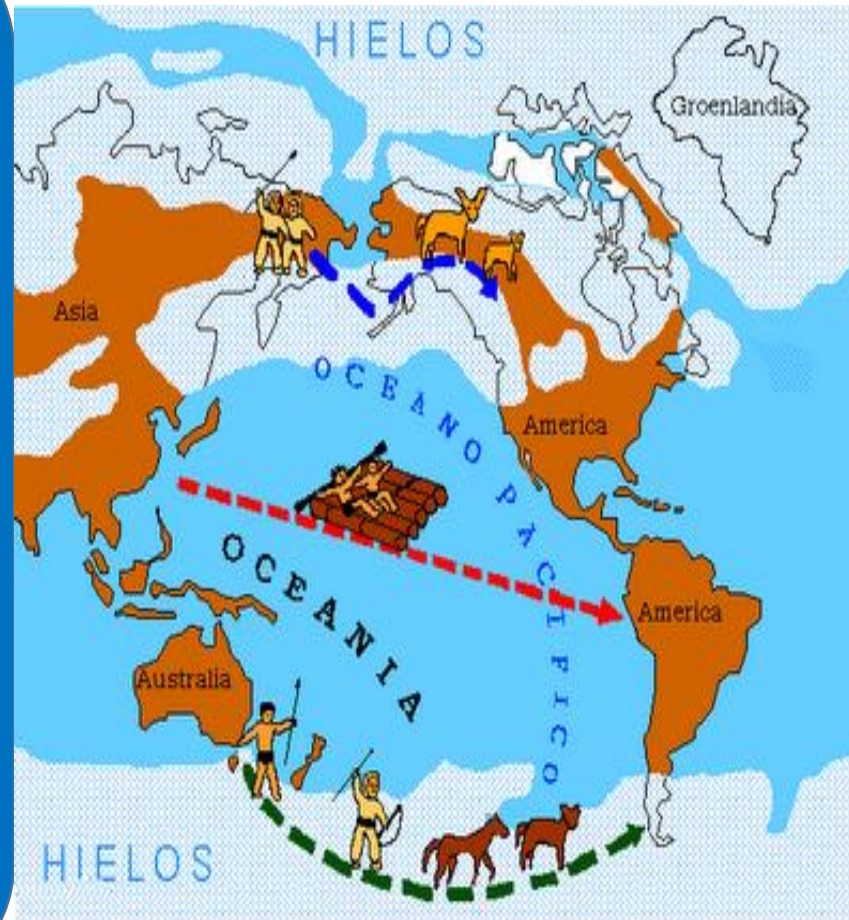 HIELOS
Groenlandia
Asia
OCEANO PACIFICO
America
OCEANIA
America
Australia
HIELOS